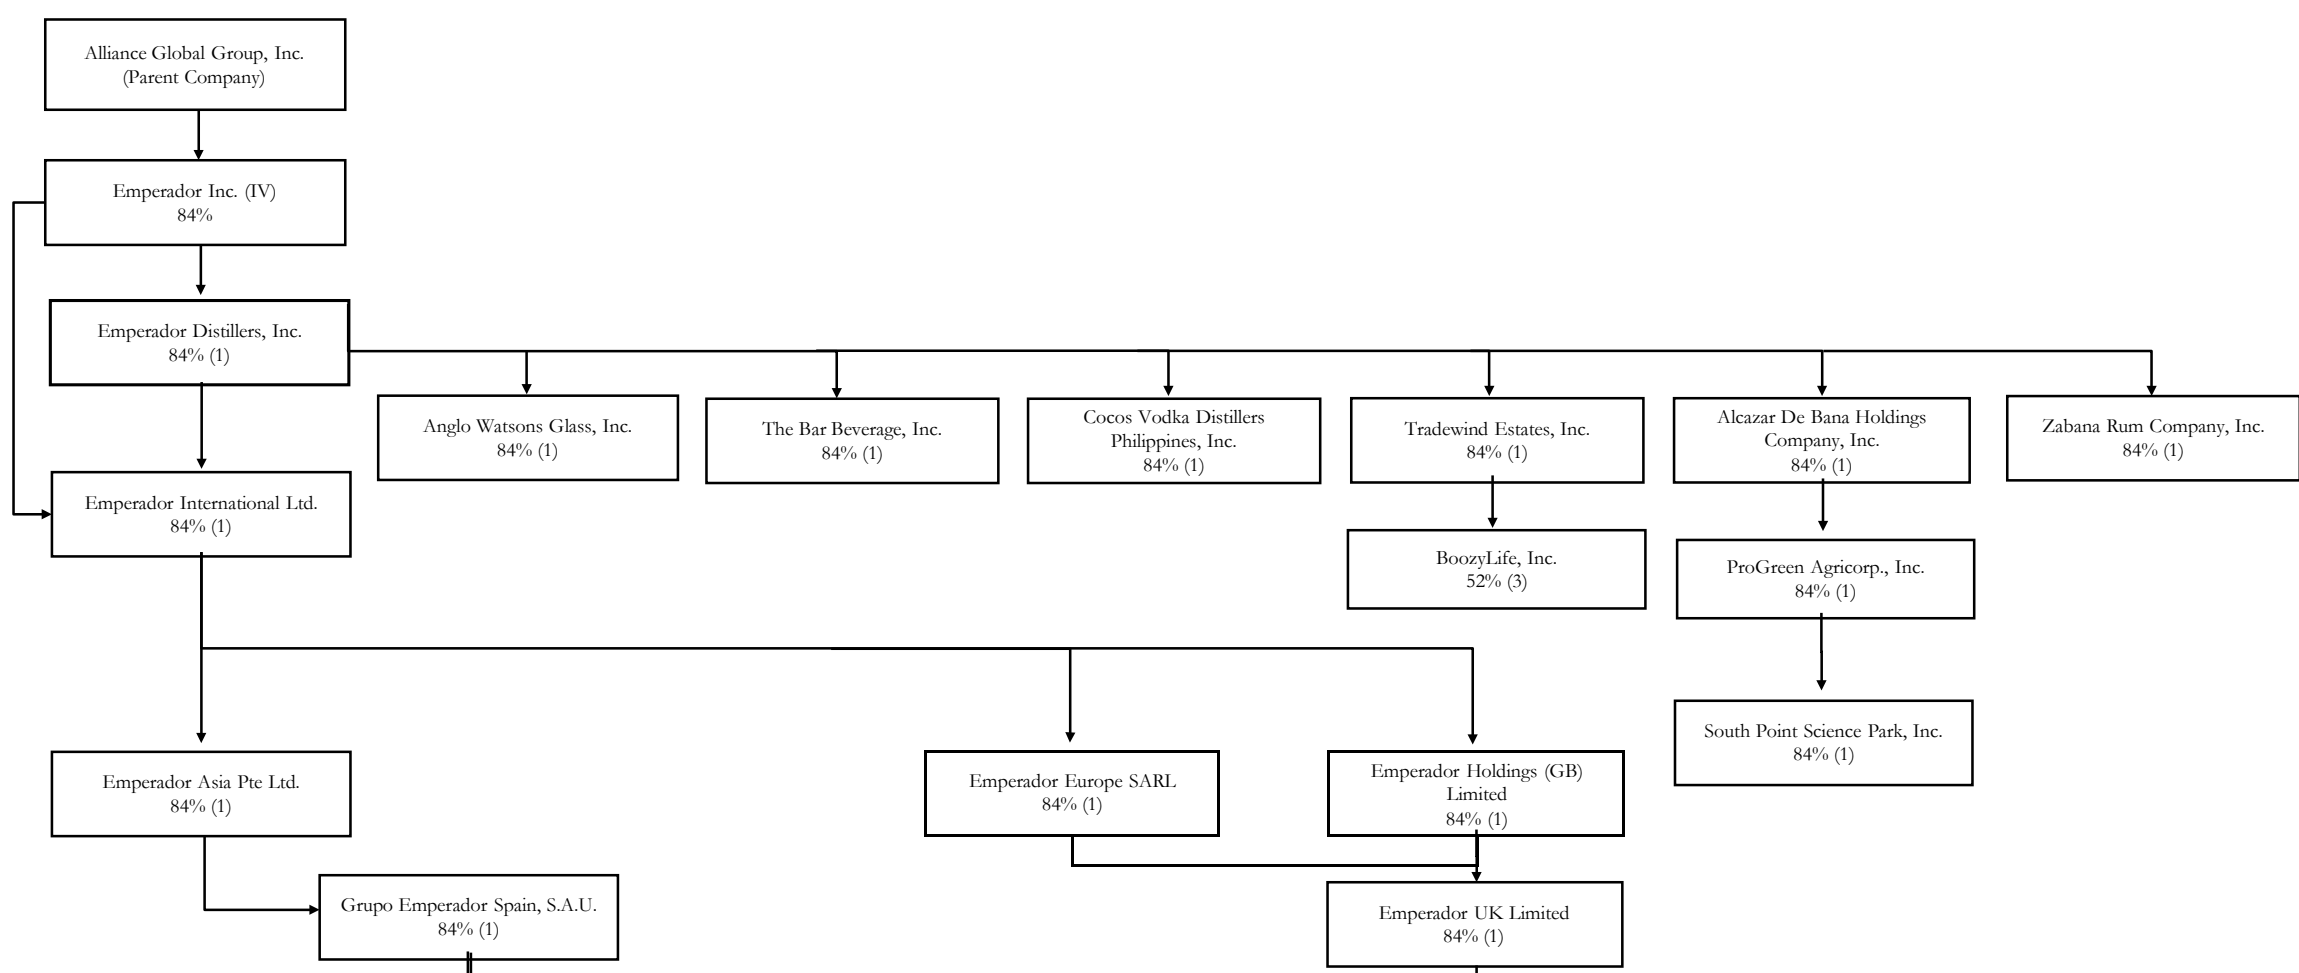 Alliance Global Group, Inc.
(Parent Company)
Emperador Inc. (IV)
84%
Emperador Distillers, Inc.
84% (1)
Anglo Watsons Glass, Inc.
84% (1)
The Bar Beverage, Inc.
84% (1)
Cocos Vodka Distillers
Philippines, Inc.
84% (1)
Tradewind Estates, Inc.
84% (1)
Alcazar De Bana Holdings
Company, Inc.
84% (1)
Zabana Rum Company, Inc.
84% (1)
Emperador International Ltd.
84% (1)
BoozyLife, Inc.
52% (3)
ProGreen Agricorp., Inc.
84% (1)
South Point Science Park, Inc.
84% (1)
Emperador Asia Pte Ltd.
84% (1)
Emperador Europe SARL
84% (1)
Emperador Holdings (GB)
Limited
84% (1)
Grupo Emperador Spain, S.A.U.
84% (1)
Emperador UK Limited
84% (1)